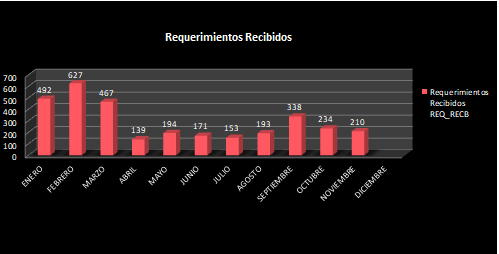 Requerimientos Recibidos
700
600
500
400
300
200
100
0
492
627
467
139
194
171
153
193
338
234
210
ENERO
FEBRERO
MARZO
ABRIL
MAYO
JUNIO
JULIO
AGOSTO
SEPTIEMBRE
OCTUBRE
NOVIEMBRE
DICIEMBRE
Requerimientos
Recibidos
REQ_RECB